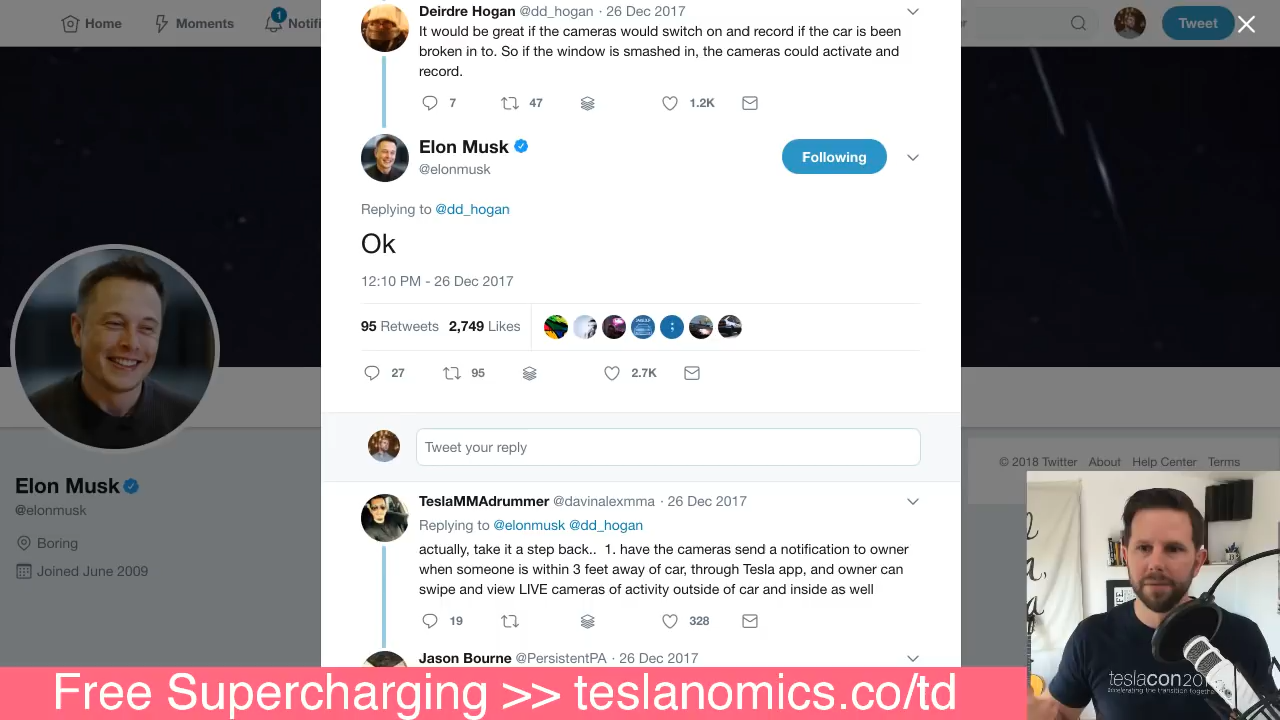 Home
Moments
1
Notifi
Tweet
Deirdre Hogan @dd_hogan · 26 Dec 2017
It would be great if the cameras would switch on and record if the car is been
broken in to. So if the window is smashed in, the cameras could activate and
record.
7 47 1.2K
Elon Musk
@elonmusk
Following
Replying to @dd_hogan
Ok
12:10 PM - 26 Dec 2017
95 Retweets 2,749 Likes
27 95 2.7K
Tweet your reply
Elon Musk
@elonmusk
Boring
Joined June 2009
© 2018 Twitter About Help Center Terms
TeslaMMAdrummer @davinalexmma · 26 Dec 2017
Replying to @elonmusk @dd_hogan
actually, take it a step back.. 1. have the cameras send a notification to owner
when someone is within 3 feet away of car, through Tesla app, and owner can
swipe and view LIVE cameras of activity outside of car and inside as well
19 328
Jason Bourne @PersistentPA · 26 Dec 2017
teslacon20
accelerating the transition together
Free Supercharging >> teslanomics.co/td